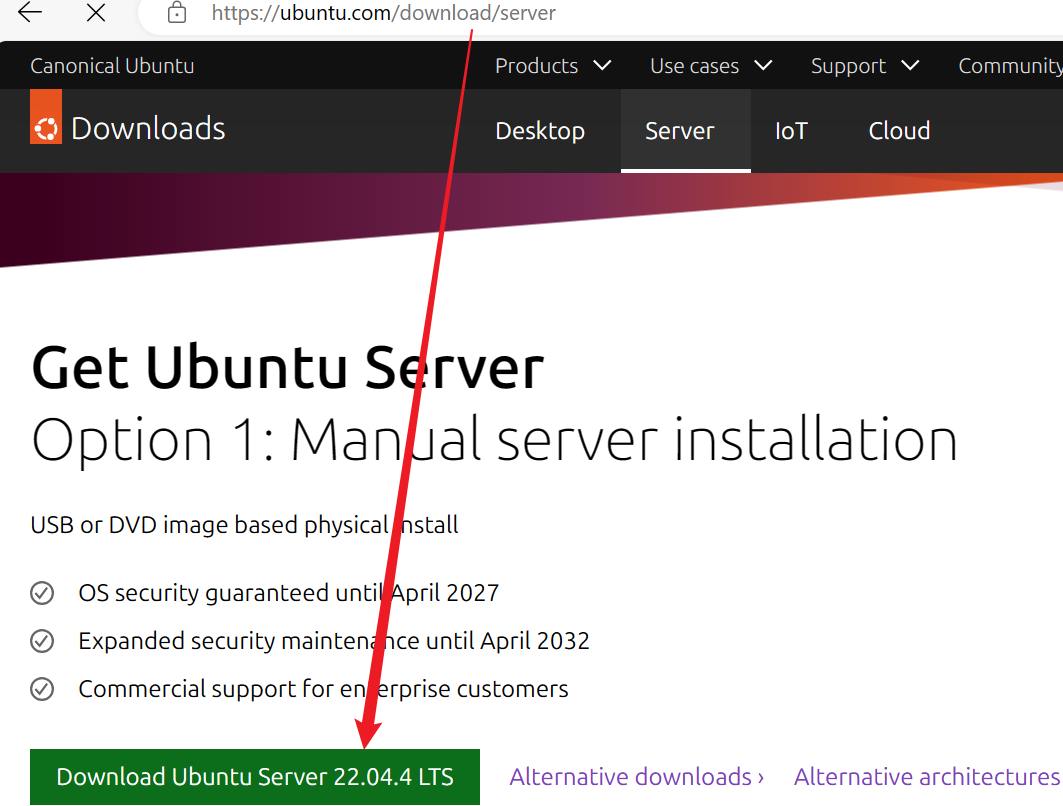 https://ubuntu.com/download/server
Canonical Ubuntu Products Use cases Support Community
Downloads Desktop Server IoT Cloud
Get Ubuntu Server
Option 1: Manual server installation
USB or DVD image based physical install
OS security guaranteed until April 2027
Expanded security maintenance until April 2032
Commercial support for enterprise customers
Download Ubuntu Server 22.04.4 LTS Alternative downloads › Alternative architectures